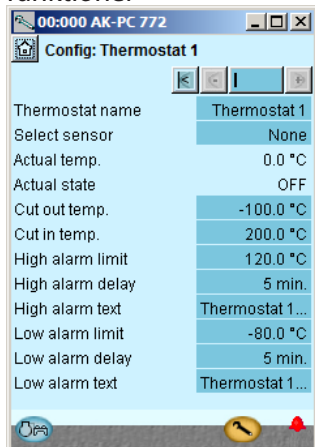 00:000 AK-PC 772
Config: Thermostat 1
Thermostat name Thermostat 1
Select sensor None
Actual temp. 0.0 °C
Actual state OFF
Cut out temp. -100.0 °C
Cut in temp. 200.0 °C
High alarm limit 120.0 °C
High alarm delay 5 min.
High alarm text Thermostat 1...
Low alarm limit -80.0 °C
Low alarm delay 5 min.
Low alarm text Thermostat 1...